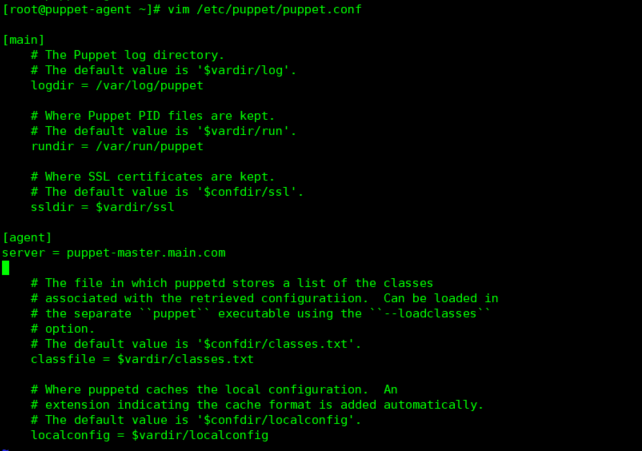 [root@puppet-agent ~]# vim /etc/puppet/puppet.conf
[main]
# The Puppet log directory.
# The default value is '$vardir/log'.
logdir = /var/log/puppet
# Where Puppet PID files are kept.
# The default value is '$vardir/run'.
rundir = /var/run/puppet
# Where SSL certificates are kept.
# The default value is '$confdir/ssl'.
ssldir = $vardir/ssl
[agent]
server = puppet-master.main.com
# The file in which puppetd stores a list of the classes
# associated with the retrieved configuratiion.  Can be loaded in
# the separate ``puppet`` executable using the ``--loadclasses``
# option.
# The default value is '$confdir/classes.txt'.
classfile = $vardir/classes.txt
# Where puppetd caches the local configuration.  An
# extension indicating the cache format is added automatically.
# The default value is '$confdir/localconfig'.
localconfig = $vardir/localconfig